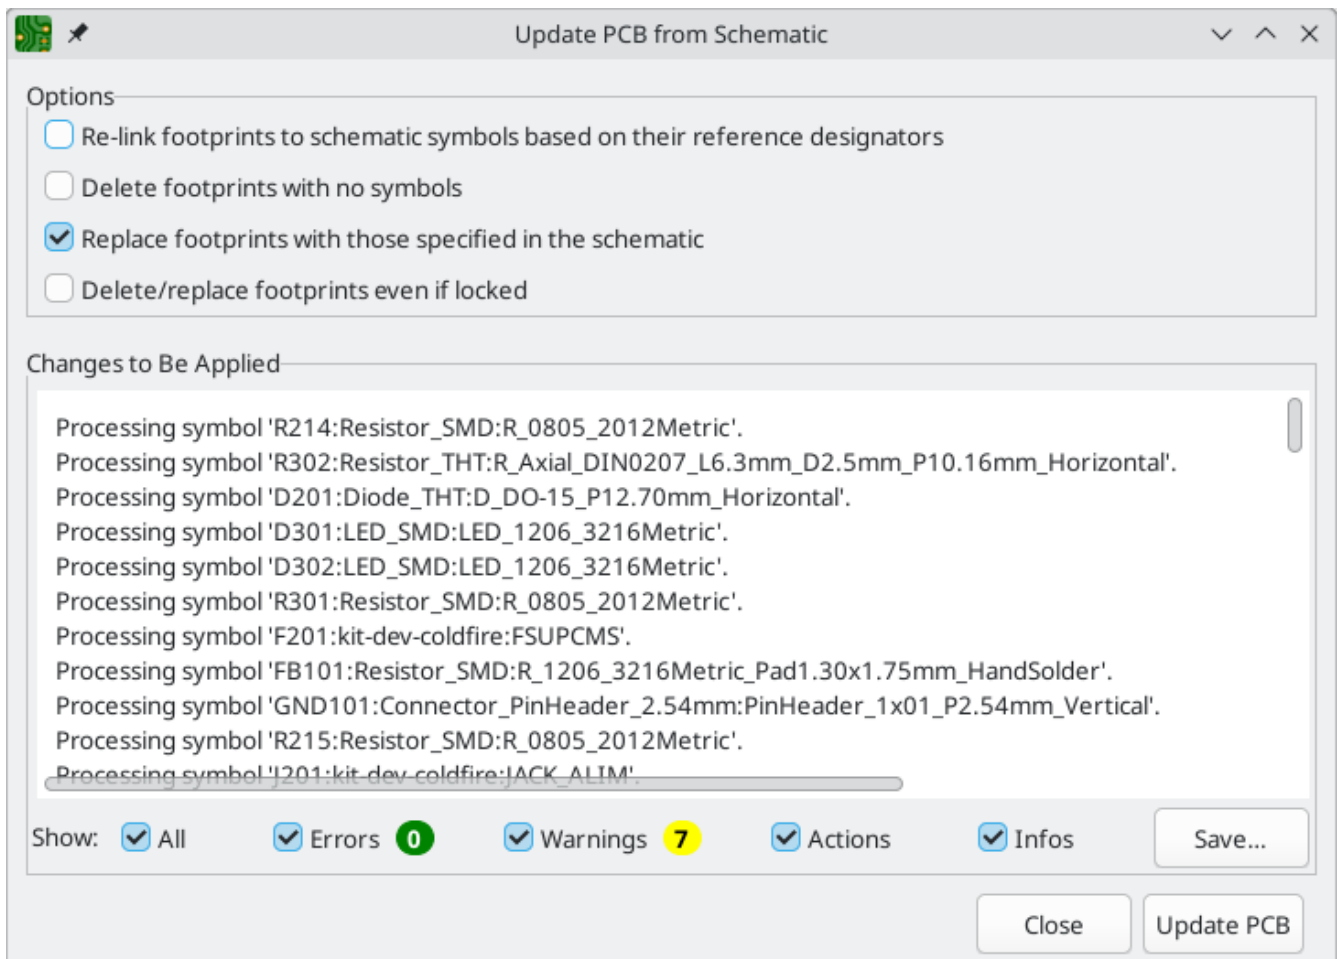 Update PCB from Schematic
Options
Re-link footprints to schematic symbols based on their reference designators
Delete footprints with no symbols
Replace footprints with those specified in the schematic
Delete/replace footprints even if locked
Changes to Be Applied
Processing symbol 'R214:Resistor_SMD:R_0805_2012Metric'.
Processing symbol 'R302:Resistor_THT:R_Axial_DIN0207_L6.3mm_D2.5mm_P10.16mm_Horizontal'.
Processing symbol 'D201:Diode_THT:D_DO-15_P12.70mm_Horizontal'.
Processing symbol 'D301:LED_SMD:LED_1206_3216Metric'.
Processing symbol 'D302:LED_SMD:LED_1206_3216Metric'.
Processing symbol 'R301:Resistor_SMD:R_0805_2012Metric'.
Processing symbol 'F201:kit-dev-coldfire:FSUPCMS'.
Processing symbol 'FB101:Resistor_SMD:R_1206_3216Metric_Pad1.30x1.75mm_HandSolder'.
Processing symbol 'GND101:Connector_PinHeader_2.54mm:PinHeader_1x01_P2.54mm_Vertical'.
Processing symbol 'R215:Resistor_SMD:R_0805_2012Metric'.
Processing symbol 'J201:kit-dev-coldfire:JACK_ALIM'.
Show: All Errors 0 Warnings 7 Actions Infos Save...
Close Update PCB